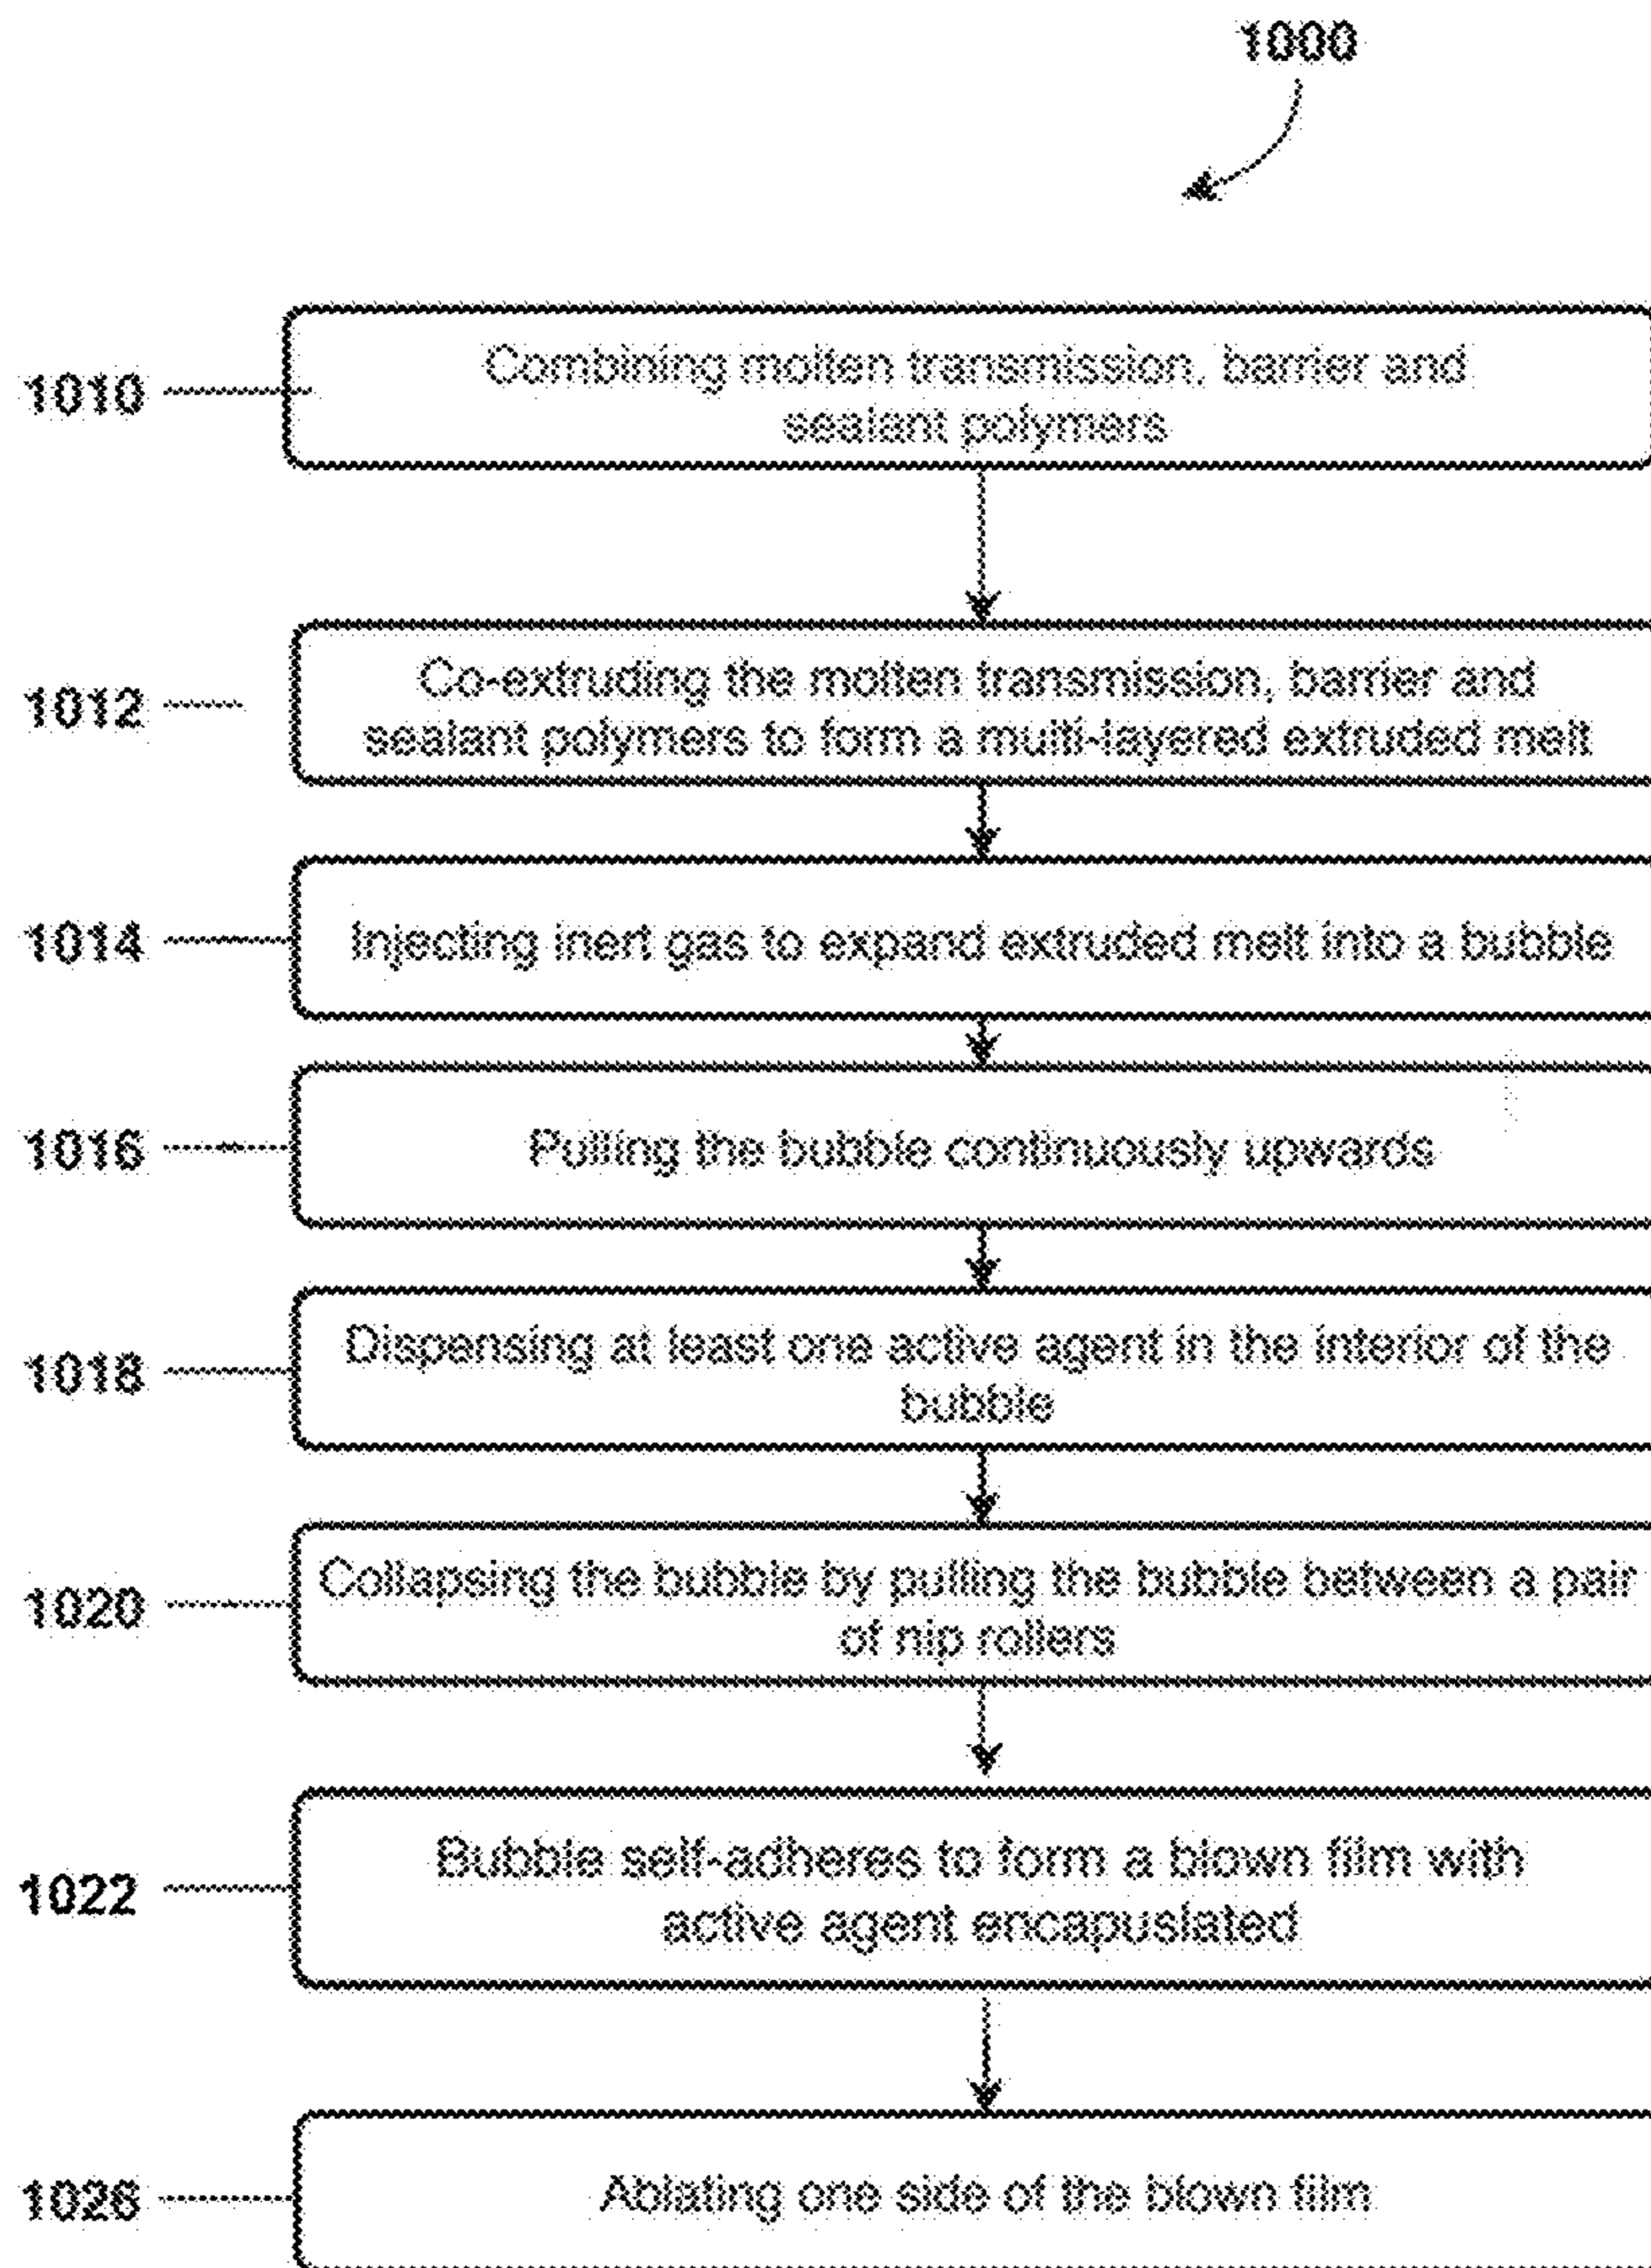 1000
1010
Combining molten transmission, barrier and
sealant polymers
1012
Co-extruding the molten transmission, barrier and
sealant polymers to form a multi-layered extruded melt
1014
Injecting inert gas to expand extruded melt into a bubble
1016
Pulling the bubble continuously upwards
1018
Dispensing at least one active agent in the interior of the
bubble
1020
Collapsing the bubble by pulling the bubble between a pair
of nip rollers
1022
Bubble self-adheres to form a blown film with
active agent encapuslated
1026
Ablating one side of the blown film